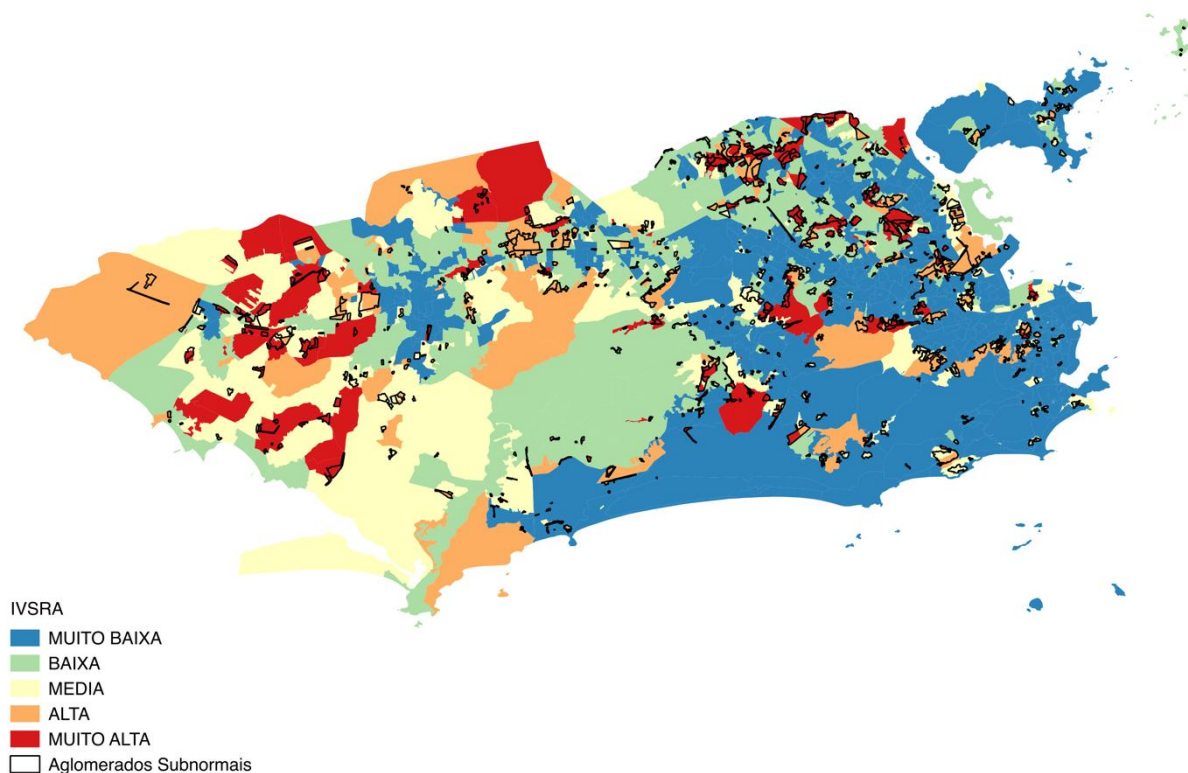 IVSRA
MUITO BAIXA
BAIXA
MEDIA
ALTA
MUITO ALTA
Aglomerados Subnormais